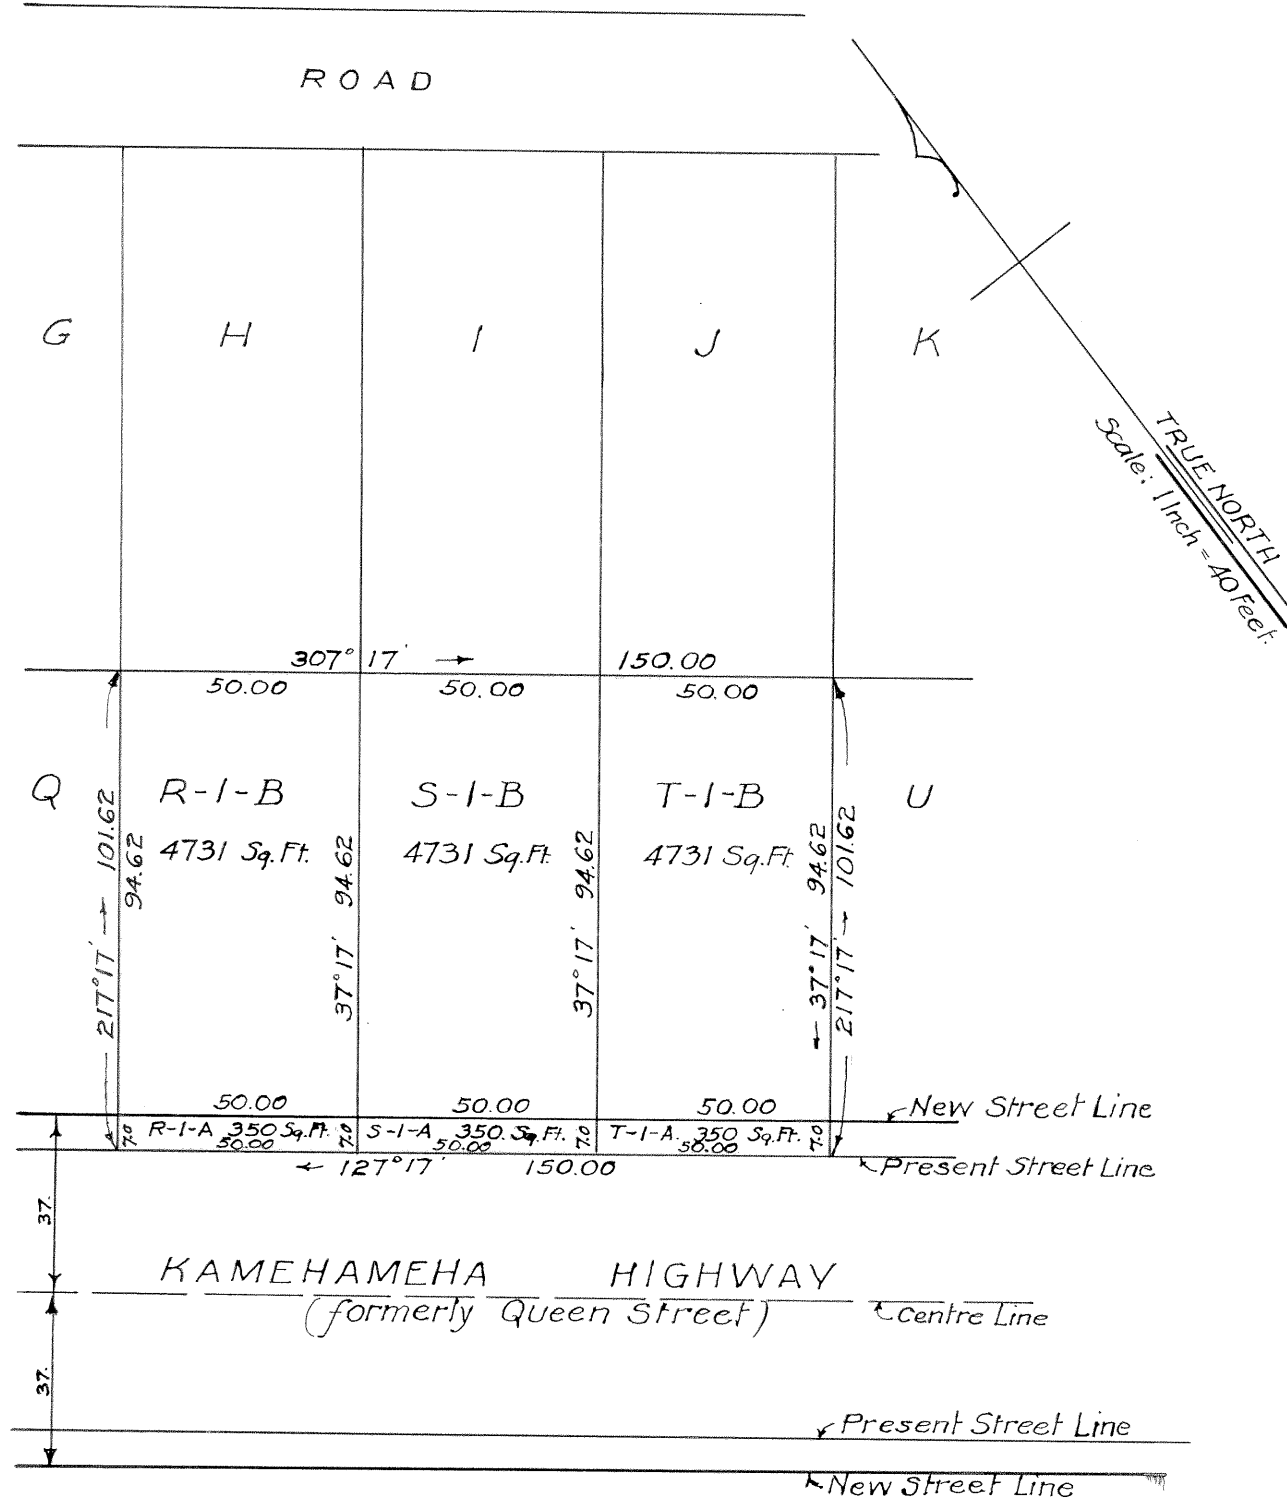 ROAD
G H I J K
TRUE NORTH
Scale: 1 Inch = 40 Feet.
307° 17' → 150.00
50.00 50.00 50.00
Q R-1-B S-1-B T-1-B U
4731 Sq.Ft. 4731 Sq.Ft. 4731 Sq.Ft.
217°17' → 101.62
94.62
37°17' 94.62
37°17' 94.62
← 37°17' 94.62
217°17' → 101.62
50.00 50.00 50.00
New Street Line
7.0 R-1-A 350 Sq.Ft. 7.0 S-1-A 350. Sq.Ft. 7.0 T-1-A. 350 Sq.Ft. 7.0
50.00 50.00 50.00
← 127°17' 150.00
Present Street Line
37.
KAMEHAMEHA HIGHWAY
(formerly Queen Street)
Centre Line
37.
Present Street Line
New Street Line